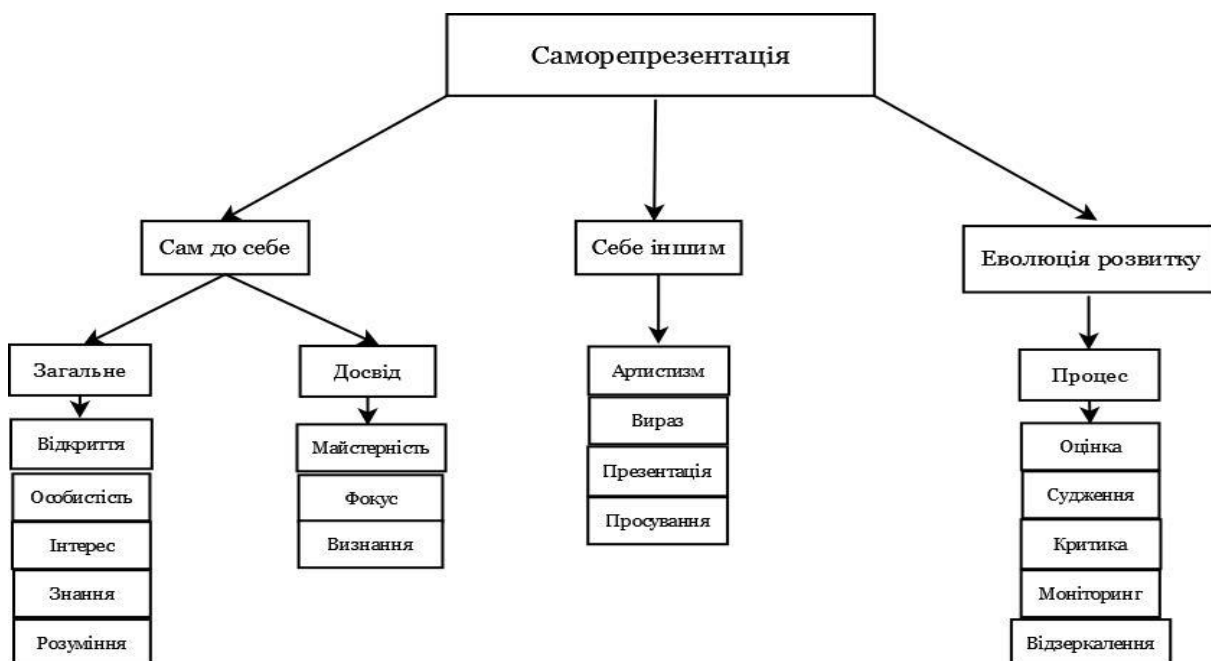 Саморепрезентація
Сам до себе
Себе іншим
Еволюція розвитку
Загальне
Досвід
Процес
Відкриття
Особистість
Інтерес
Знання
Розуміння
Майстерність
Фокус
Визнання
Артистизм
Вираз
Презентація
Просування
Оцінка
Судження
Критика
Моніторинг
Відзеркалення